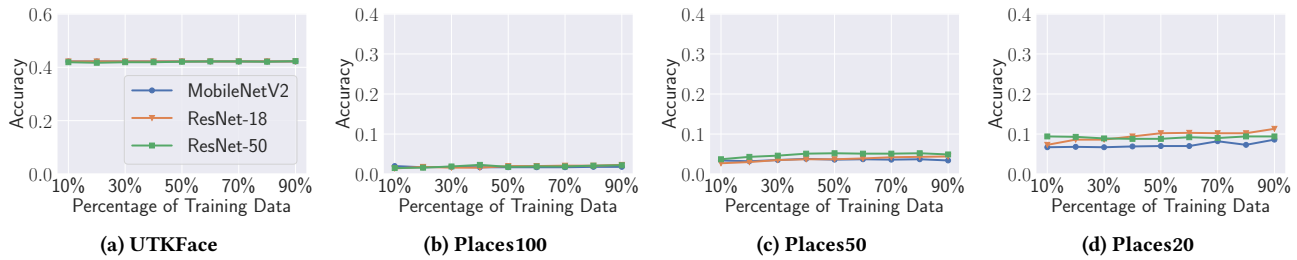 Accuracy
0.6
0.4
0.2
0.0
MobileNetV2
ResNet-18
ResNet-50
10% 30% 50% 70% 90%
Percentage of Training Data
(a) UTKFace
Accuracy
0.4
0.3
0.2
0.1
0.0
10% 30% 50% 70% 90%
Percentage of Training Data
(b) Places100
Accuracy
0.4
0.3
0.2
0.1
0.0
10% 30% 50% 70% 90%
Percentage of Training Data
(c) Places50
Accuracy
0.4
0.3
0.2
0.1
0.0
10% 30% 50% 70% 90%
Percentage of Training Data
(d) Places20